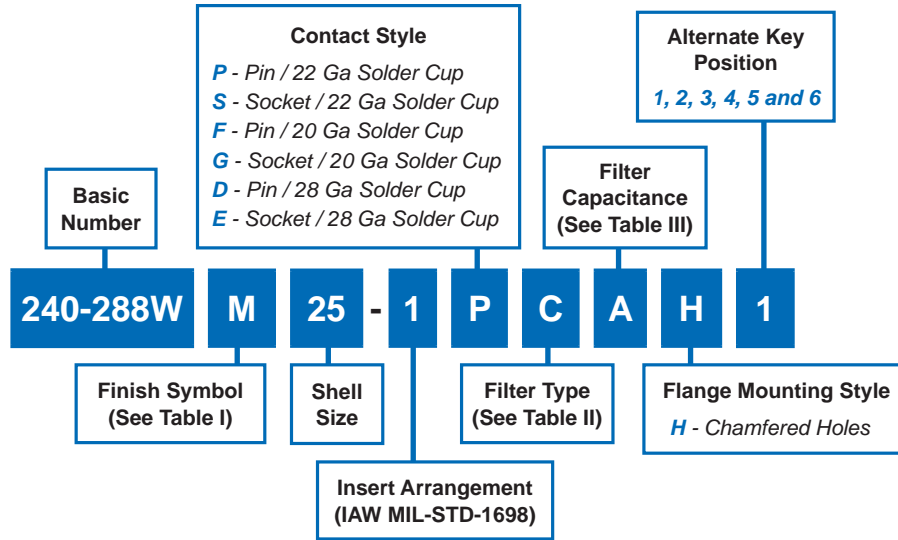 Contact Style
P - Pin / 22 Ga Solder Cup
S - Socket / 22 Ga Solder Cup
F - Pin / 20 Ga Solder Cup
G - Socket / 20 Ga Solder Cup
D - Pin / 28 Ga Solder Cup
E - Socket / 28 Ga Solder Cup
Alternate Key
Position
1, 2, 3, 4, 5 and 6
Basic
Number
Filter
Capacitance
(See Table III)
240-288W M 25 - 1 P C A H 1
Finish Symbol
(See Table I)
Shell
Size
Filter Type
(See Table II)
Flange Mounting Style
H - Chamfered Holes
Insert Arrangement
(IAW MIL-STD-1698)